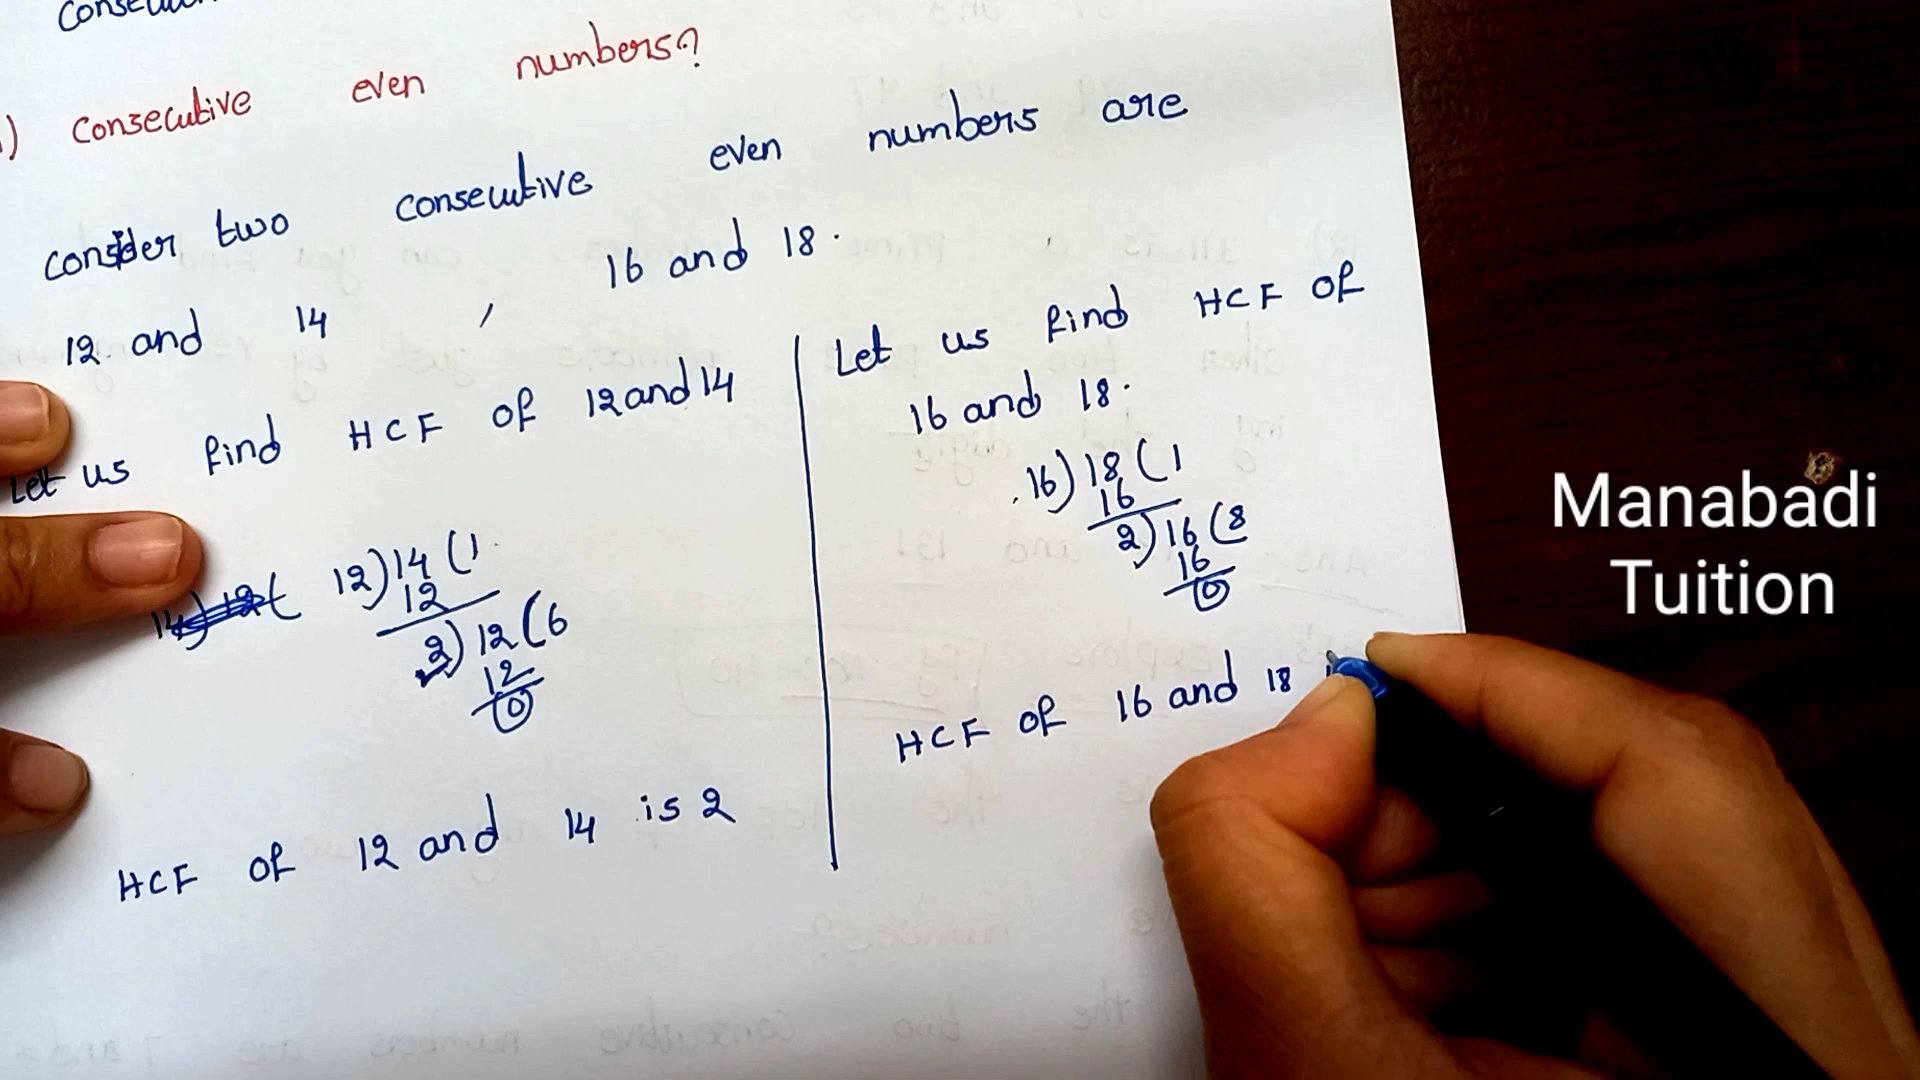 consecutive even numbers?
consider two consecutive even numbers are
12 and 14 , 16 and 18.
Let us find HCF of 12 and 14
12)14(1
12
2)12(6
12
0
HCF of 12 and 14 is 2
Let us find HCF of
16 and 18.
16)18(1
16
2)16(8
16
0
HCF of 16 and 18
Manabadi
Tuition